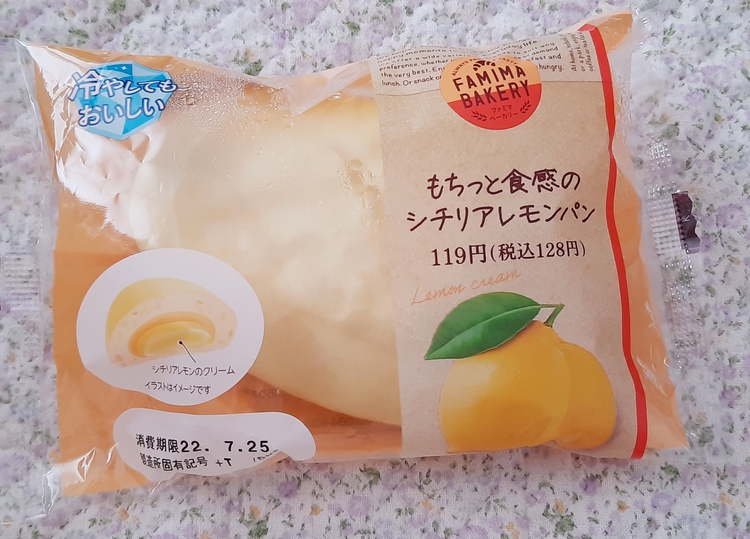 冷やしても
おいしい
the very best.
FAMIMA
BAKERY
ファミマ
ベーカリー
もちっと食感の
シチリアレモンパン
119円(税込128円)
Lemon cream
シチリアレモンのクリーム
イラストはイメージです
消費期限22. 7.25
製造所固有記号 +T